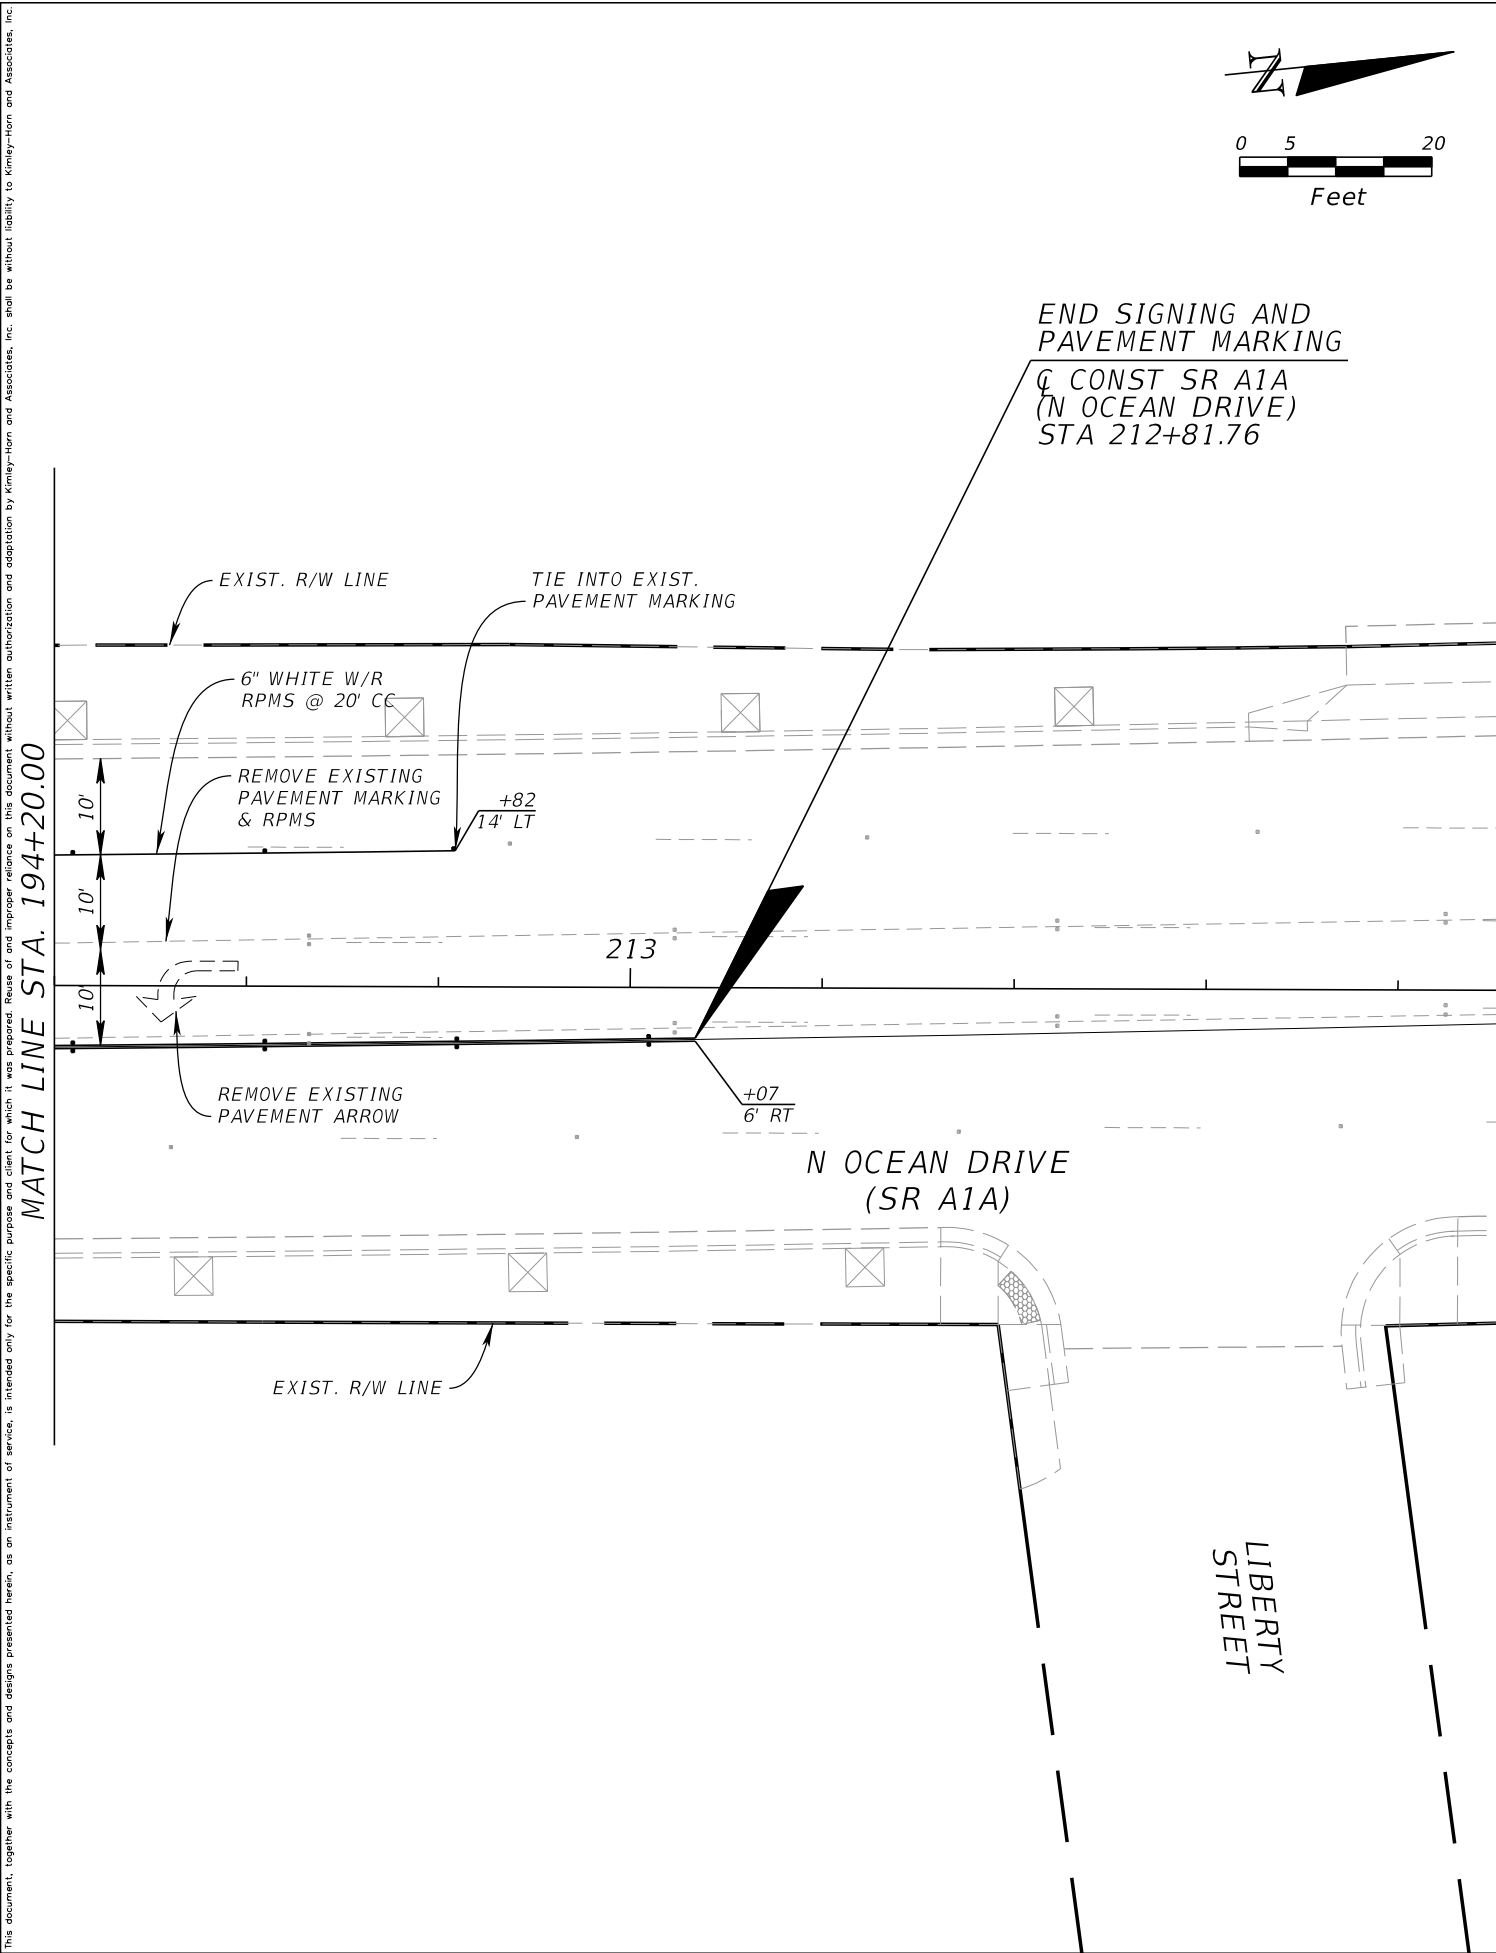 This document, together with the concepts and designs presented herein, as an instrument of service, is intended only for the specific purpose and client for which it was prepared. Reuse of and improper reliance on this document without written authorization and adaptation by Kimley-Horn and Associates, Inc. shall be without liability to Kimley-Horn and Associates, Inc.
N
0 5 20
Feet
END SIGNING AND
PAVEMENT MARKING
℄ CONST SR A1A
(N OCEAN DRIVE)
STA 212+81.76
EXIST. R/W LINE
TIE INTO EXIST.
PAVEMENT MARKING
6" WHITE W/R
RPMS @ 20' CC
REMOVE EXISTING
PAVEMENT MARKING
& RPMS
+82
14' LT
10'
10'
10'
MATCH LINE STA. 194+20.00
213
REMOVE EXISTING
PAVEMENT ARROW
+07
6' RT
N OCEAN DRIVE
(SR A1A)
EXIST. R/W LINE
LIBERTY
STREET